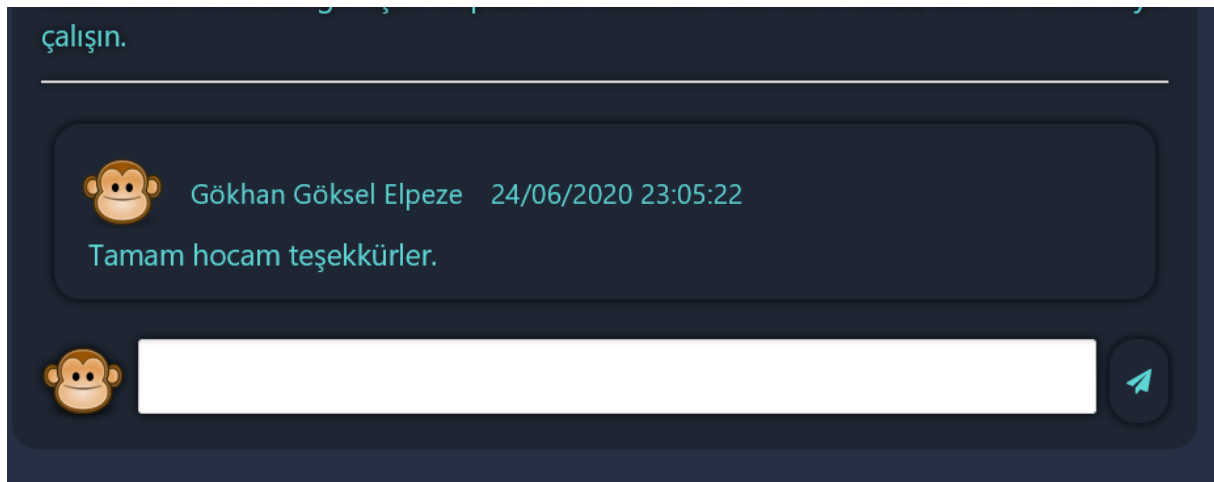 çalışın.
Gökhan Göksel Elpeze 24/06/2020 23:05:22
Tamam hocam teşekkürler.